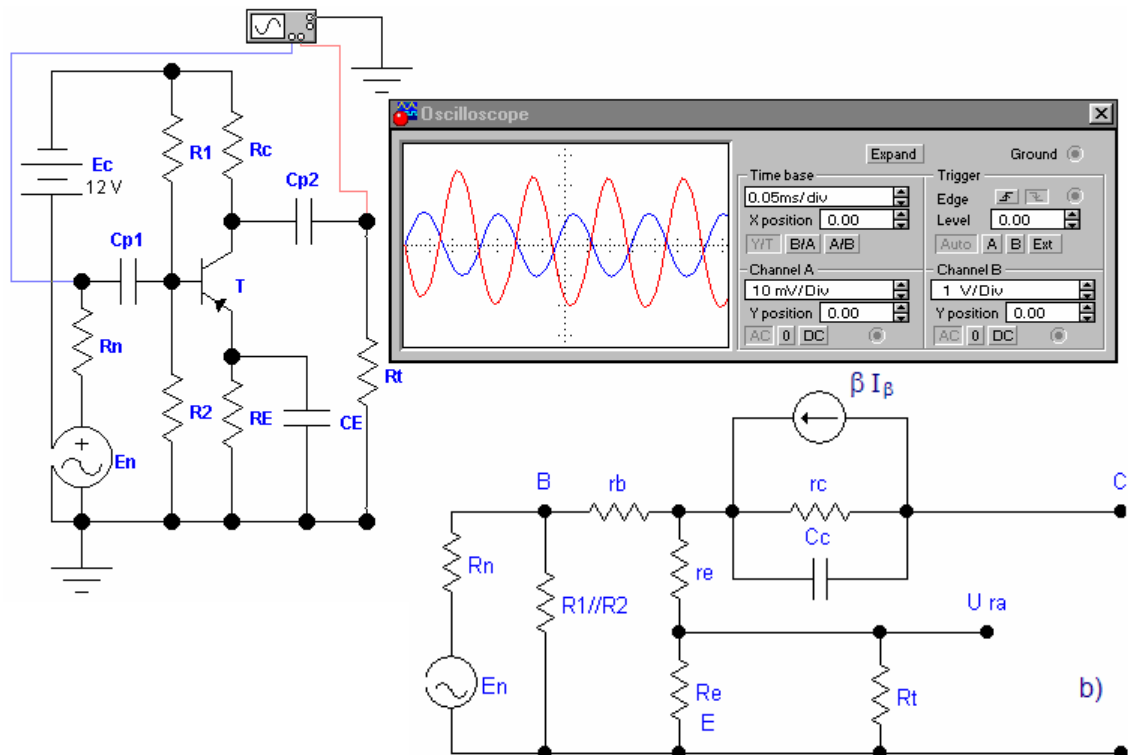 R1
Rc
Ec
12 V
Cp2
Cp1
T
Rn
R2
RE
CE
Rt
En
Oscilloscope
Expand
Ground
Time base
0.05ms/div
X position 0.00
Y/T B/A A/B
Trigger
Edge
Level 0.00
Auto A B Ext
Channel A
10 mV/Div
Y position 0.00
AC 0 DC
Channel B
1 V/Div
Y position 0.00
AC 0 DC
β Iβ
B
rb
rc
C
Cc
Rn
re
R1//R2
U ra
En
Re
E
Rt
b)